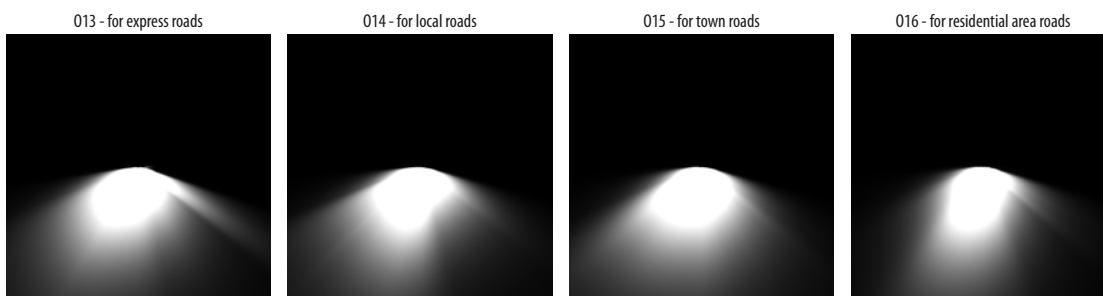 013 - for express roads
014 - for local roads
015 - for town roads
016 - for residential area roads